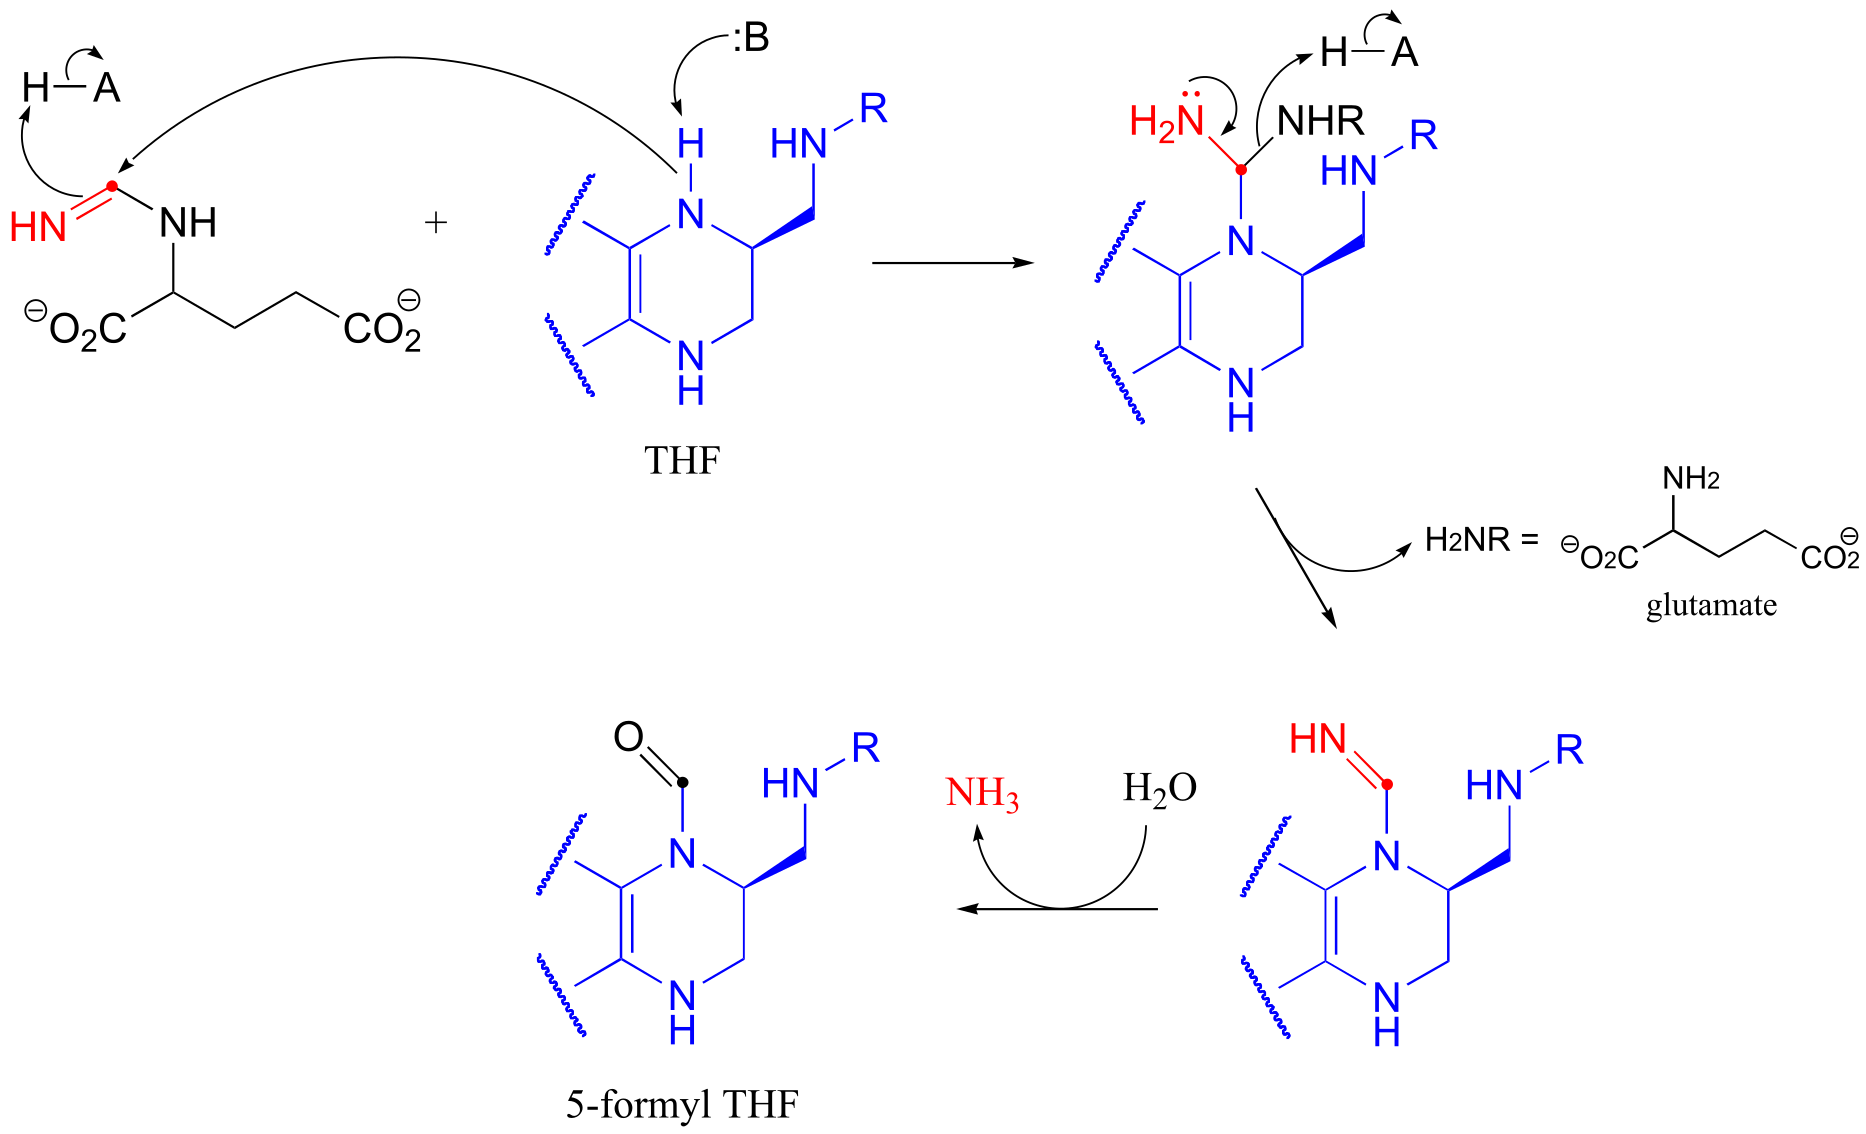 H–A
:B
H
HN
R
HN
NH
+
N
⊖O₂C
CO₂⊖
N
H
THF
H–A
H₂N̈
NHR
HN
R
N
N
H
H2NR =
NH2
⊖O2C
CO2⊖
glutamate
O
HN
R
N
N
H
5-formyl THF
NH₃
H₂O
HN
HN
R
N
N
H